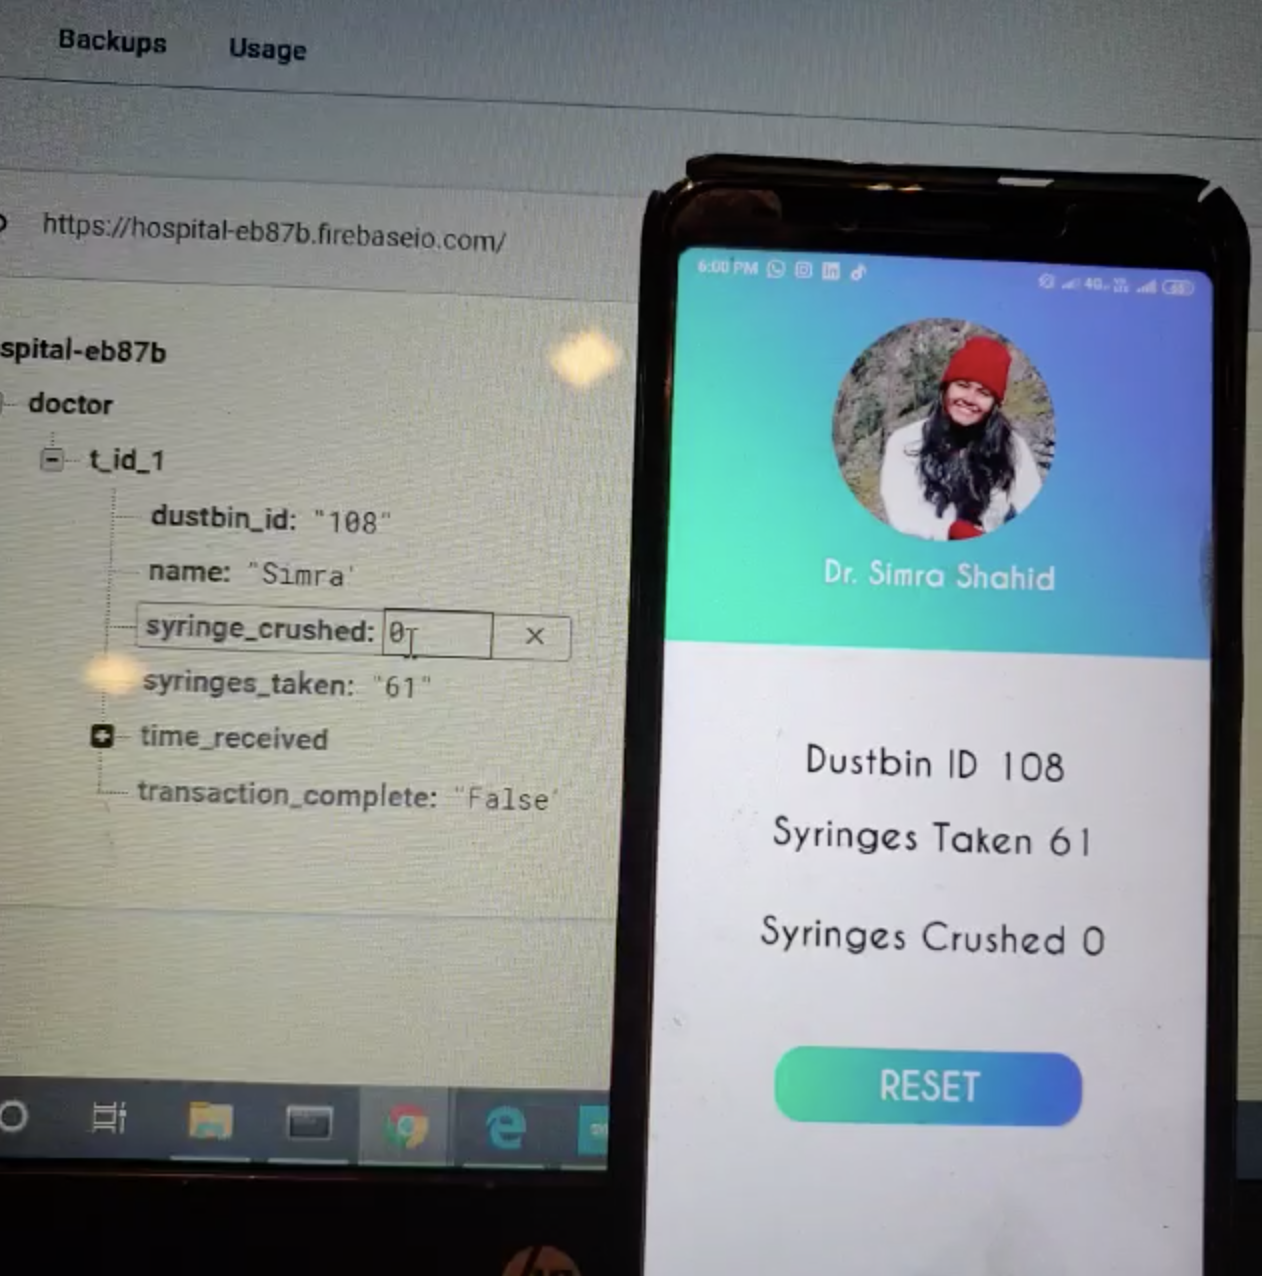 Backups Usage
https://hospital-eb87b.firebaseio.com/
spital-eb87b
doctor
t_id_1
dustbin_id: "108"
name: "Simra"
syringe_crushed: 0
syringes_taken: "61"
time_received
transaction_complete: "False"
6:00 PM
4G
Dr. Simra Shahid
Dustbin ID 108
Syringes Taken 61
Syringes Crushed 0
RESET